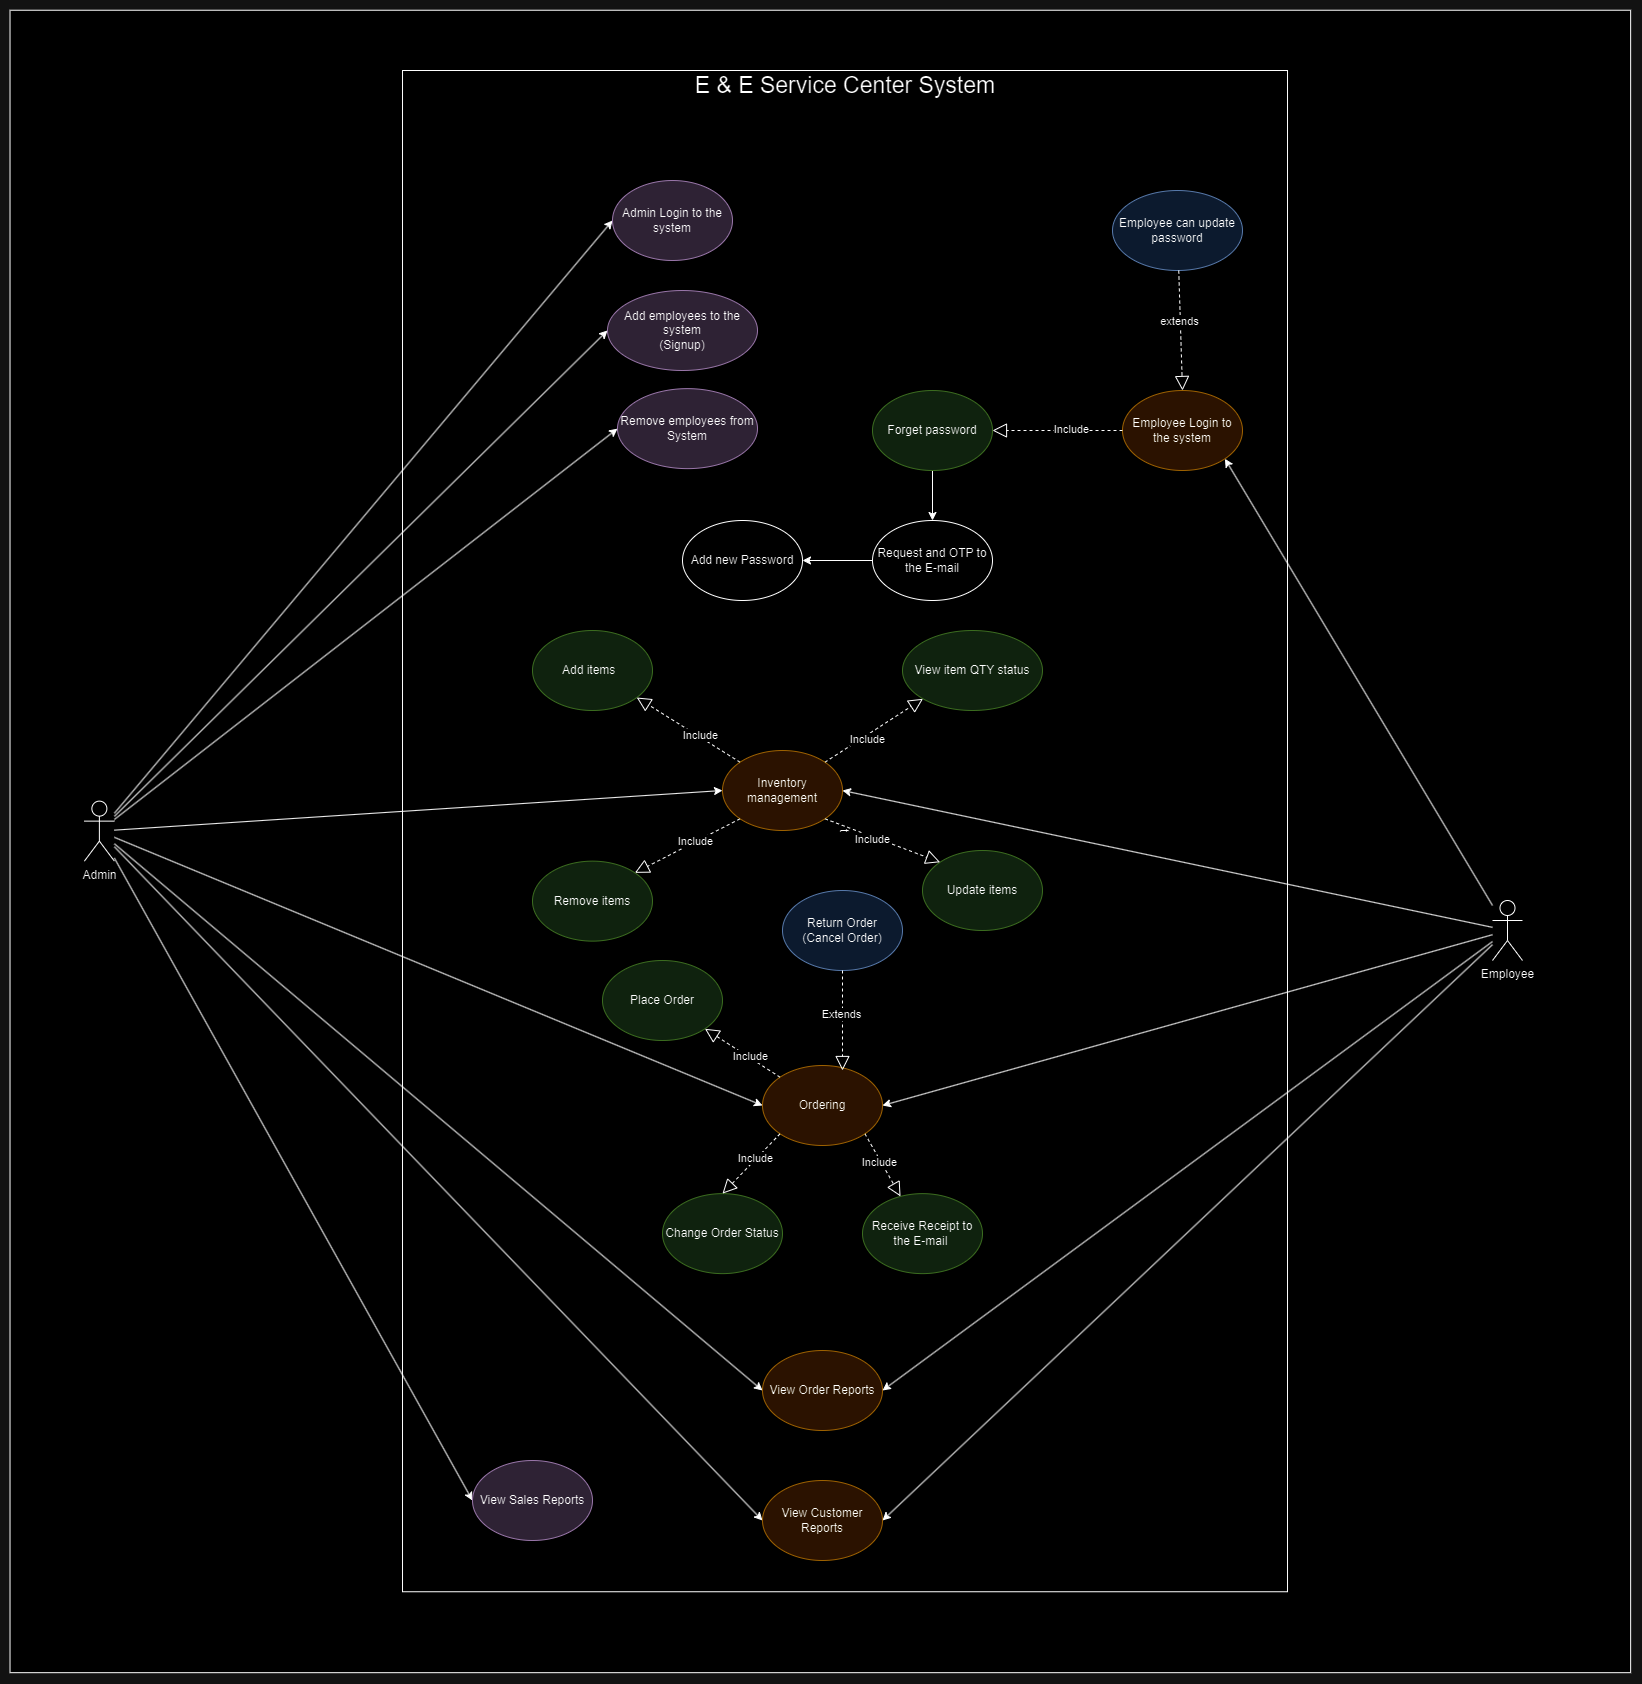 E & E Service Center System
Admin Login to the
system
Employee can update
password
Add employees to the
system
(Signup)
extends
Remove employees from
System
Forget password
Include
Employee Login to
the system
Add new Password
Request and OTP to
the E-mail
Add items
View item QTY status
Include
Include
Inventory
management
Include
Include
Admin
Remove items
Update items
Return Order
(Cancel Order)
Employee
Place Order
Extends
Include
Ordering
Include
Include
Change Order Status
Receive Receipt to
the E-mail
View Order Reports
View Sales Reports
View Customer
Reports